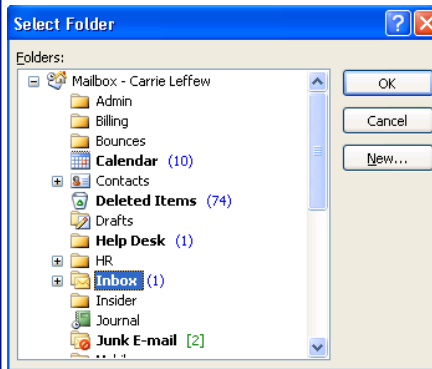 Select Folder
Folders:
Mailbox - Carrie Leffew
Admin
Billing
Bounces
Calendar (10)
Contacts
Deleted Items (74)
Drafts
Help Desk (1)
HR
Inbox (1)
Insider
Journal
Junk E-mail [2]
OK
Cancel
New...